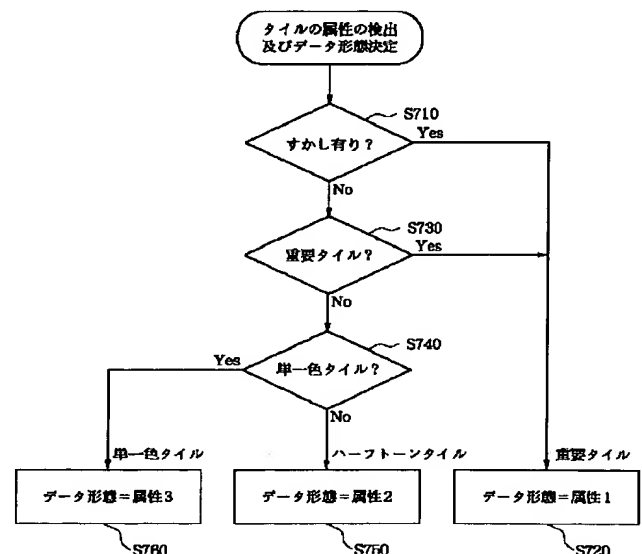 タイルの属性の検出
及びデータ形態決定
S710
すかし有り？
Yes
No
S730
重要タイル？
Yes
No
S740
単一色タイル？
Yes
No
単一色タイル
ハーフトーンタイル
重要タイル
データ形態＝属性3
データ形態＝属性2
データ形態＝属性1
S760
S750
S720